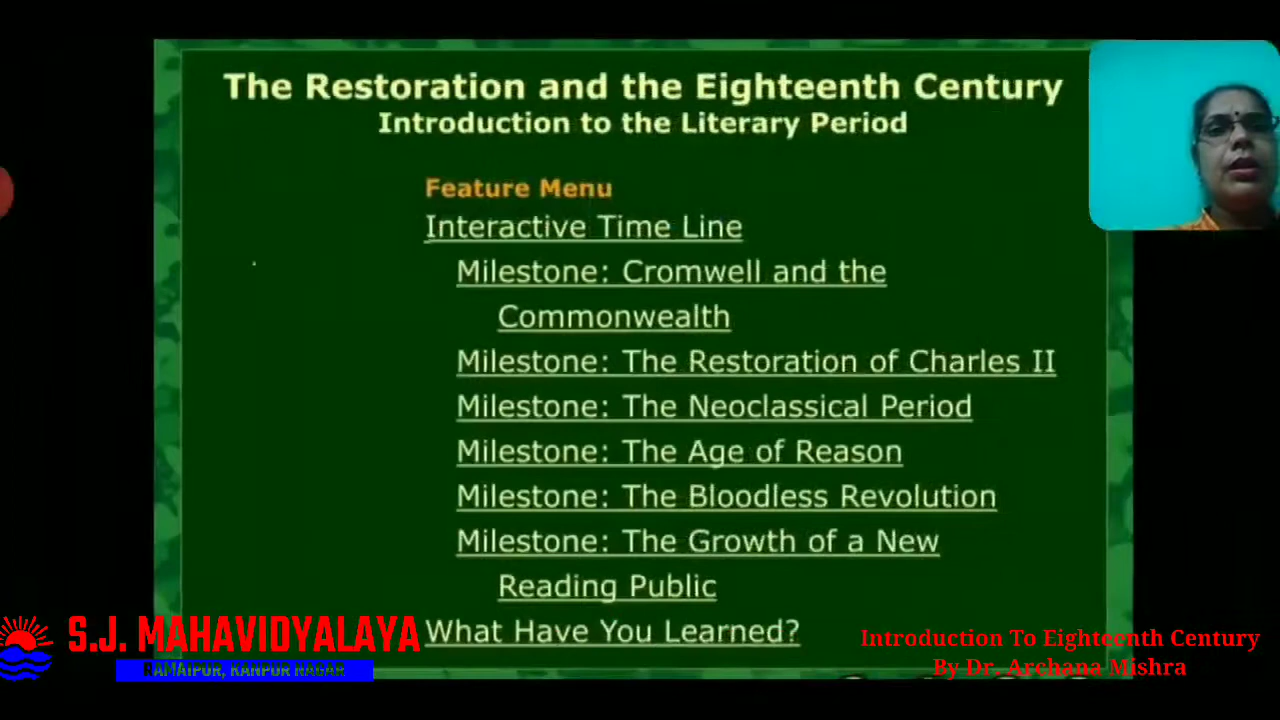 The Restoration and the Eighteenth Century
Introduction to the Literary Period
Feature Menu
Interactive Time Line
Milestone: Cromwell and the
Commonwealth
Milestone: The Restoration of Charles II
Milestone: The Neoclassical Period
Milestone: The Age of Reason
Milestone: The Bloodless Revolution
Milestone: The Growth of a New
Reading Public
What Have You Learned?
S.J. MAHAVIDYALAYA
RAMAIPUR, KANPUR NAGAR
Introduction To Eighteenth Century
By Dr. Archana Mishra